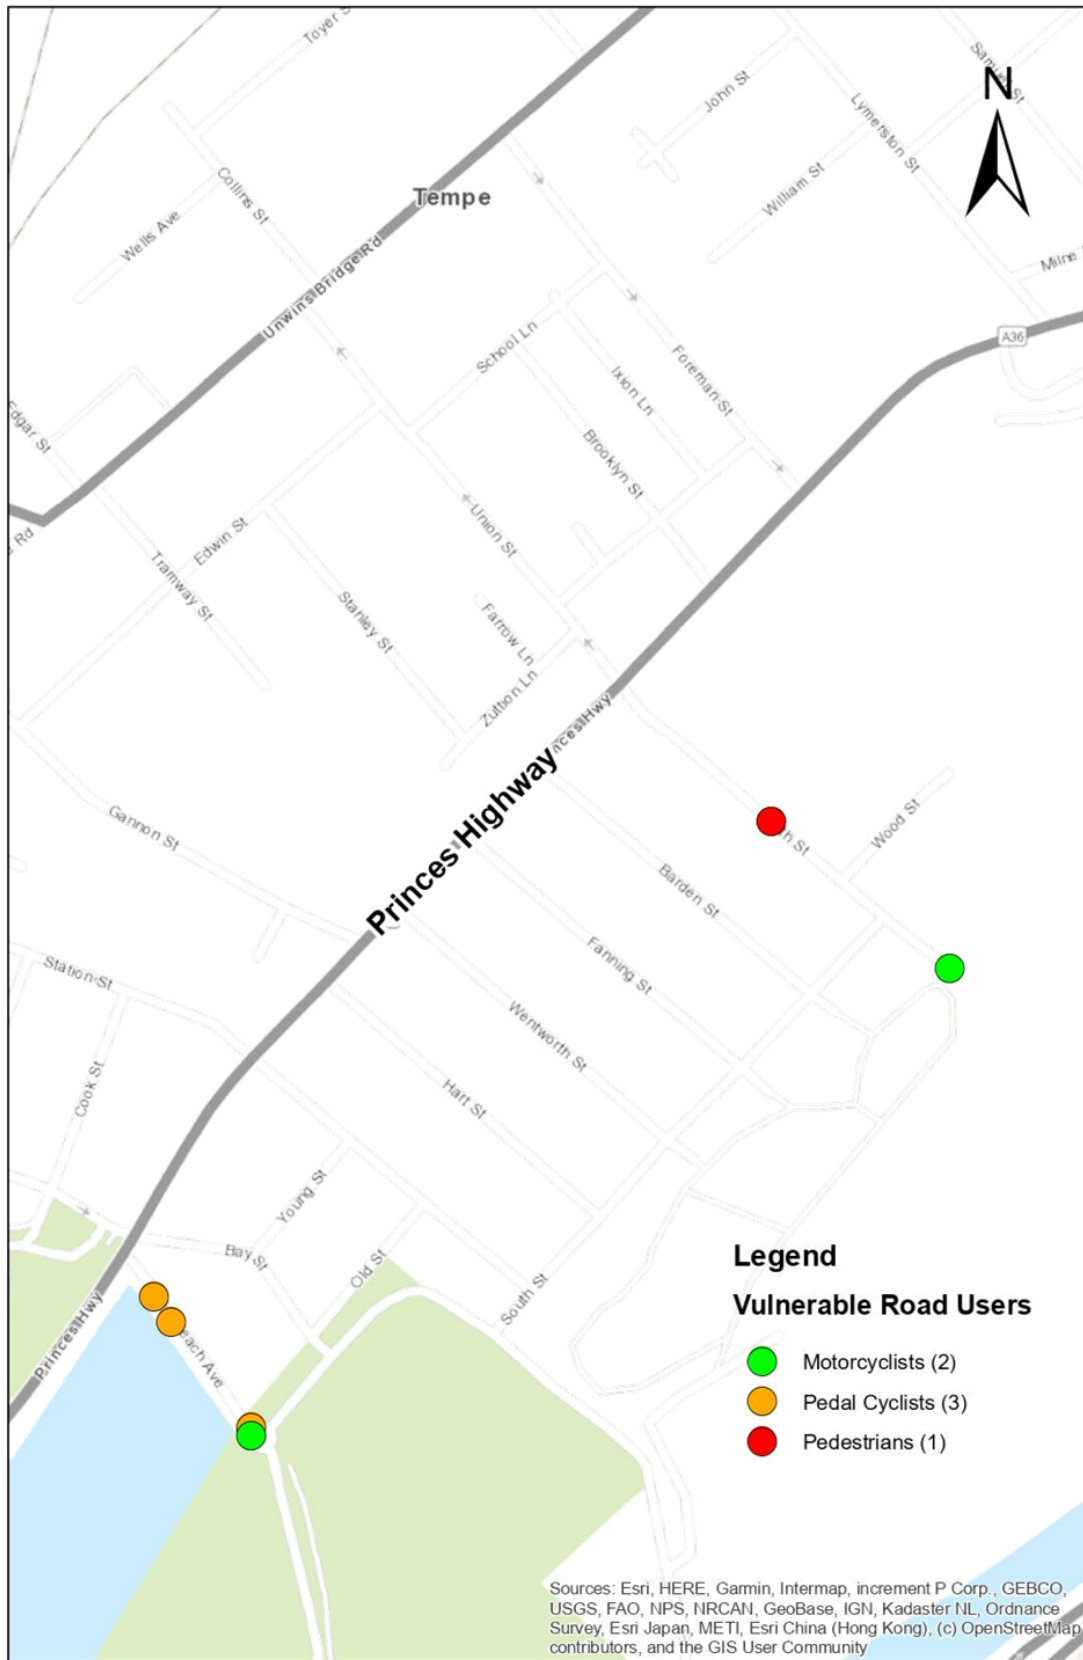 Toyer S
Samuel St
N
John St
Lymerston St
Collins St
Tempe
William St
Wells Ave
Unwins Bridge Rd
Milne
A36
School Ln
Foreman St
Ixion Ln
Edgar St
Brooklyn St
Union St
Rd
Edwin St
Tramway St
Stanley St
Farrow Ln
Zuttion Ln
nces Hwy
Princes Highway
Gannon St
Wood St
h St
Barden St
Fanning St
Station St
Wentworth St
Cook St
Hart St
Young St
Bay St
Old St
South St
Princes Hwy
each Ave
Legend
Vulnerable Road Users
Motorcyclists (2)
Pedal Cyclists (3)
Pedestrians (1)
Sources: Esri, HERE, Garmin, Intermap, increment P Corp., GEBCO,
USGS, FAO, NPS, NRCAN, GeoBase, IGN, Kadaster NL, Ordnance
Survey, Esri Japan, METI, Esri China (Hong Kong), (c) OpenStreetMap
contributors, and the GIS User Community